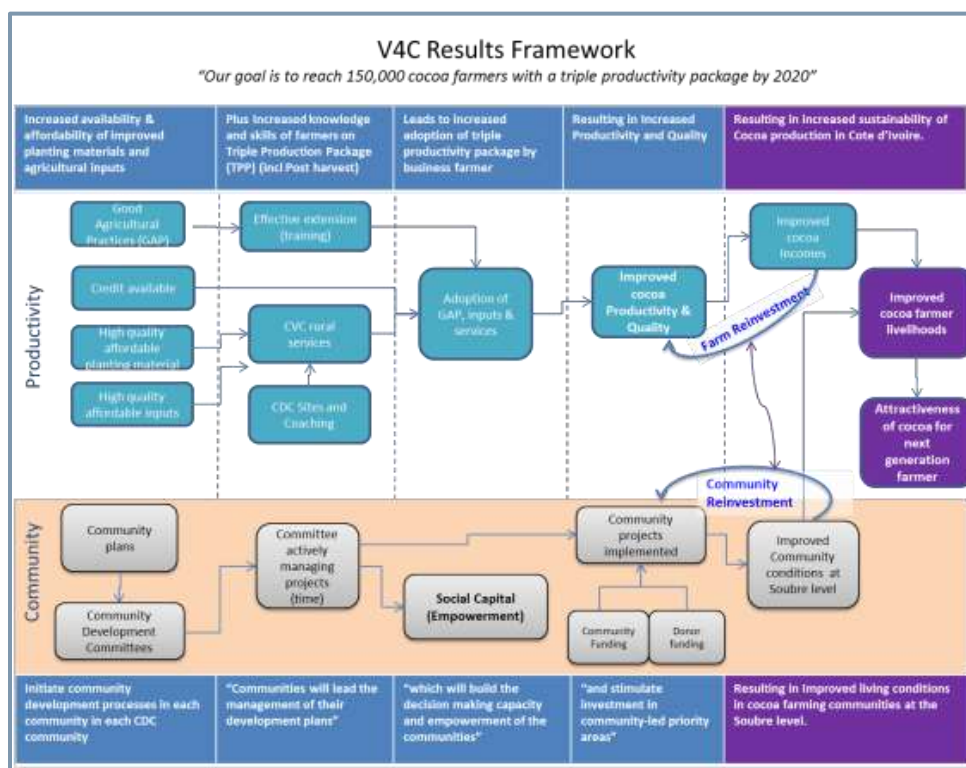 V4C Results Framework
“Our goal is to reach 150,000 cocoa farmers with a triple productivity package by 2020”
Increased availability &
affordability of improved
planting materials and
agricultural inputs
Plus Increased knowledge
and skills of farmers on
Triple Production Package
(TPP) (incl Post harvest)
Leads to increased
adoption of triple
productivity package by
business farmer
Resulting in Increased
Productivity and Quality
Resulting in increased sustainability of
Cocoa production in Cote d’Ivoire.
Productivity
Good
Agricultural
Practices (GAP)
Credit available
High quality
affordable
planting material
High quality
affordable inputs
Effective extension
(training)
CVC rural
services
CDC Sites and
Coaching
Adoption of
GAP, inputs &
services
Improved
cocoa
Productivity &
Quality
Improved
cocoa
Incomes
Farm Reinvestment
Improved
cocoa farmer
livelihoods
Attractiveness
of cocoa for
next
generation
farmer
Community
Community
plans
Community
Development
Committees
Committee
actively
managing
projects
(time)
Social Capital
(Empowerment)
Community
projects
implemented
Community
Funding
Donor
funding
Community
Reinvestment
Improved
Community
conditions at
Soubre level
Initiate community
development processes in each
community in each CDC
community
“Communities will lead the
management of their
development plans”
“which will build the
decision making capacity
and empowerment of the
communities”
“and stimulate
investment in
community-led priority
areas”
Resulting in Improved living conditions
in cocoa farming communities at the
Soubre level.